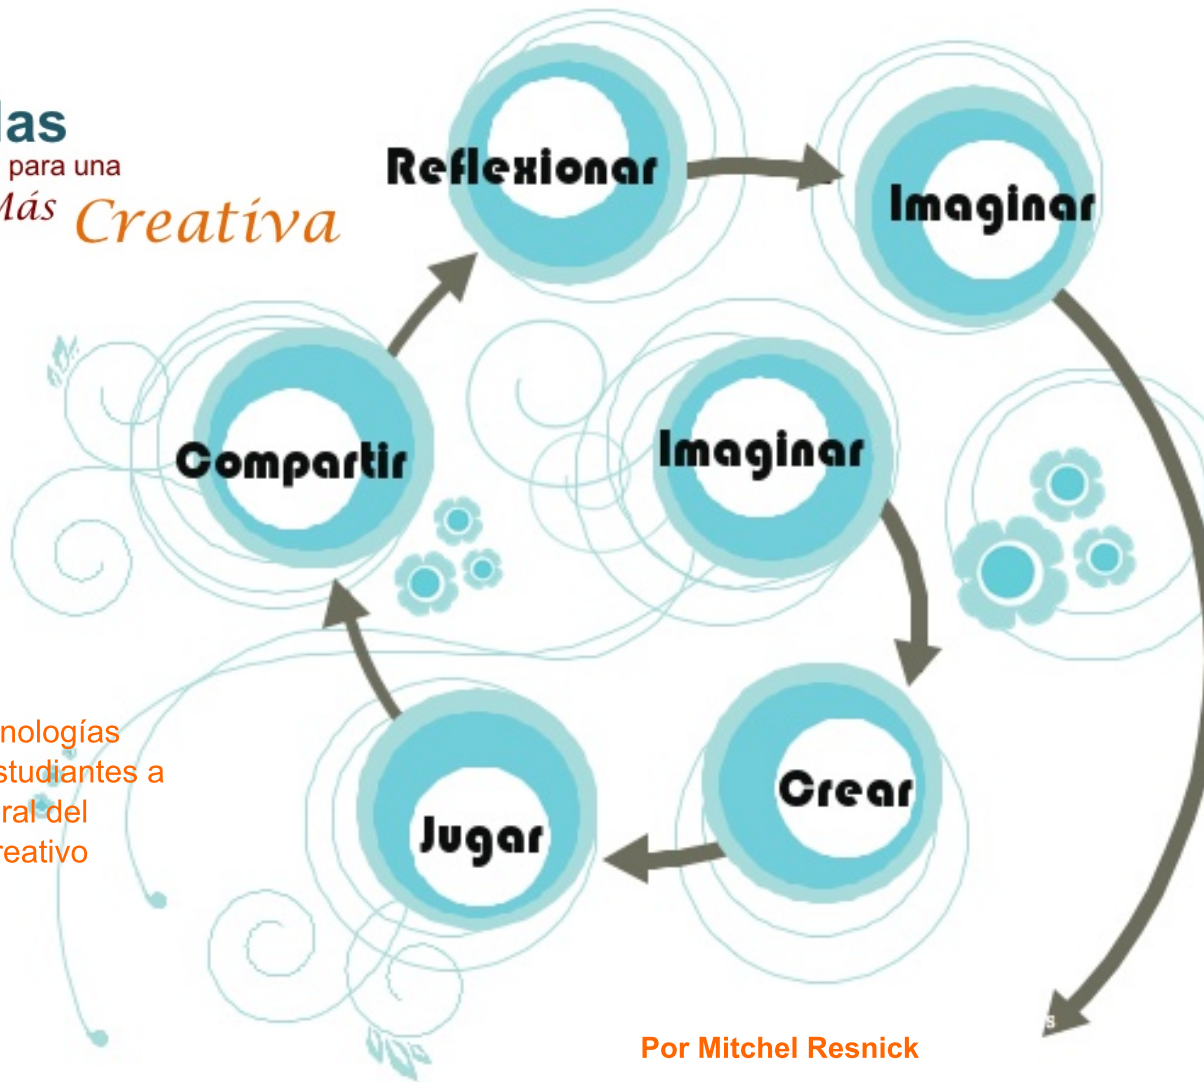 las
para una
Más Creativa
Reflexionar
Imaginar
Compartir
Imaginar
Crear
Jugar
nologías
studiantes a
ral del
reativo
Por Mitchel Resnick